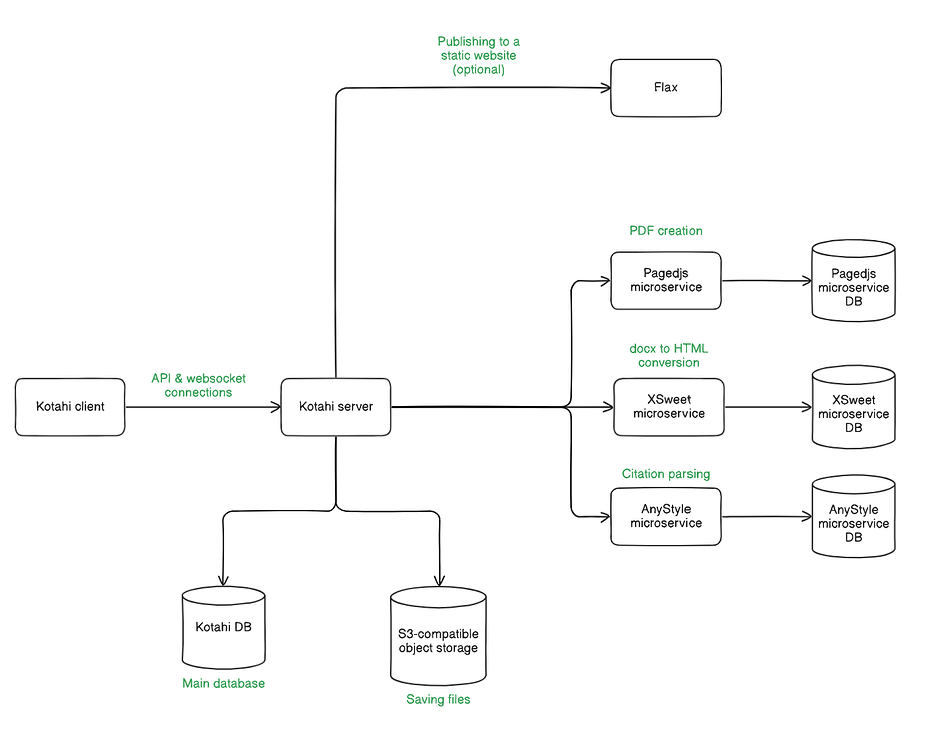 Publishing to a
static website
(optional)
Flax
PDF creation
Pagedjs
microservice
Pagedjs
microservice
DB
docx to HTML
conversion
API & websocket
connections
Kotahi client
Kotahi server
XSweet
microservice
XSweet
microservice
DB
Citation parsing
AnyStyle
microservice
AnyStyle
microservice
DB
Kotahi DB
S3-compatible
object storage
Main database
Saving files